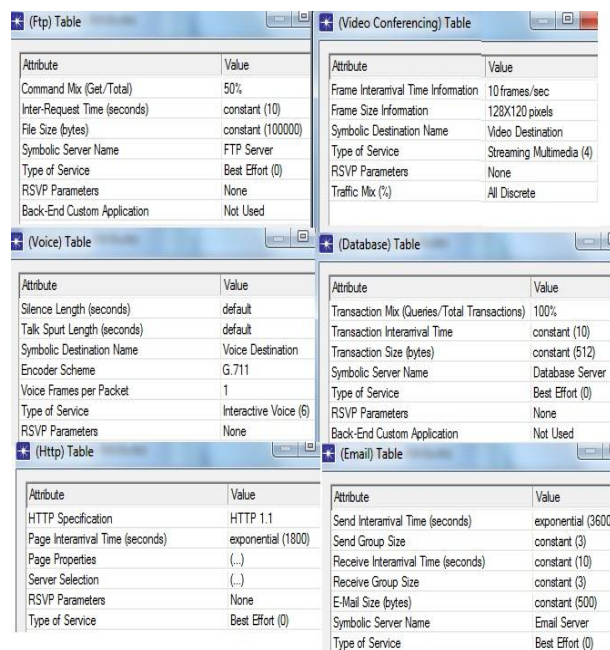 (Ftp) Table
Attribute Value
Command Mix (Get/Total) 50%
Inter-Request Time (seconds) constant (10)
File Size (bytes) constant (100000)
Symbolic Server Name FTP Server
Type of Service Best Effort (0)
RSVP Parameters None
Back-End Custom Application Not Used
(Video Conferencing) Table
Attribute Value
Frame Interarrival Time Information 10 frames/sec
Frame Size Information 128X120 pixels
Symbolic Destination Name Video Destination
Type of Service Streaming Multimedia (4)
RSVP Parameters None
Traffic Mix (%) All Discrete
(Voice) Table
Attribute Value
Silence Length (seconds) default
Talk Spurt Length (seconds) default
Symbolic Destination Name Voice Destination
Encoder Scheme G.711
Voice Frames per Packet 1
Type of Service Interactive Voice (6)
RSVP Parameters None
(Database) Table
Attribute Value
Transaction Mix (Queries/Total Transactions) 100%
Transaction Interarrival Time constant (10)
Transaction Size (bytes) constant (512)
Symbolic Server Name Database Server
Type of Service Best Effort (0)
RSVP Parameters None
Back-End Custom Application Not Used
(Http) Table
Attribute Value
HTTP Specification HTTP 1.1
Page Interarrival Time (seconds) exponential (1800)
Page Properties (...)
Server Selection (...)
RSVP Parameters None
Type of Service Best Effort (0)
(Email) Table
Attribute Value
Send Interarrival Time (seconds) exponential (3600
Send Group Size constant (3)
Receive Interarrival Time (seconds) constant (10)
Receive Group Size constant (3)
E-Mail Size (bytes) constant (500)
Symbolic Server Name Email Server
Type of Service Best Effort (0)